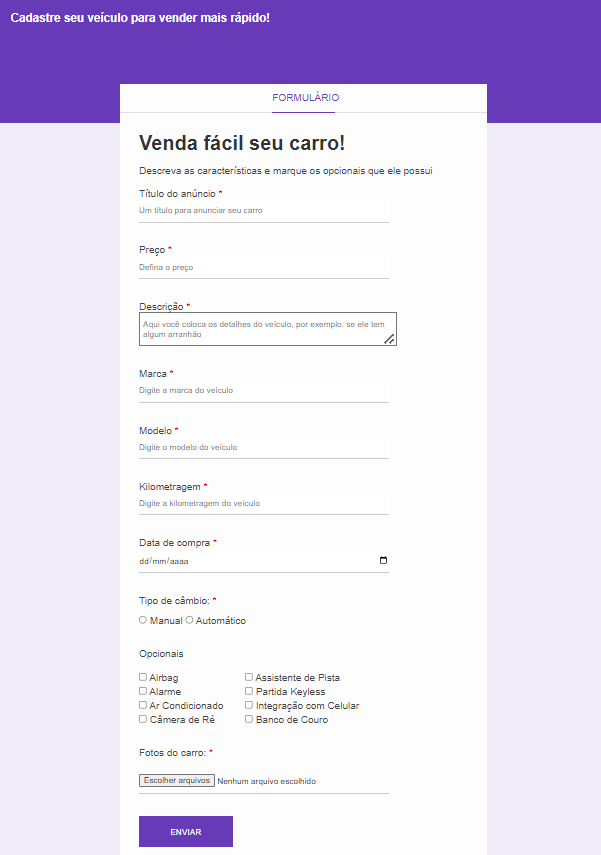 Cadastre seu veículo para vender mais rápido!
FORMULÁRIO
Venda fácil seu carro!
Descreva as características e marque os opcionais que ele possui
Título do anúncio *
Um título para anunciar seu carro
Preço *
Defina o preço
Descrição *
Aqui você coloca os detalhes do veículo, por exemplo: se ele tem
algum arranhão
Marca *
Digite a marca do veículo
Modelo *
Digite o modelo do veículo
Kilometragem *
Digite a kilometragem do veículo
Data de compra *
dd/mm/aaaa
Tipo de câmbio: *
Manual Automático
Opcionais
Airbag Assistente de Pista
Alarme Partida Keyless
Ar Condicionado Integração com Celular
Câmera de Ré Banco de Couro
Fotos do carro: *
Escolher arquivos Nenhum arquivo escolhido
ENVIAR